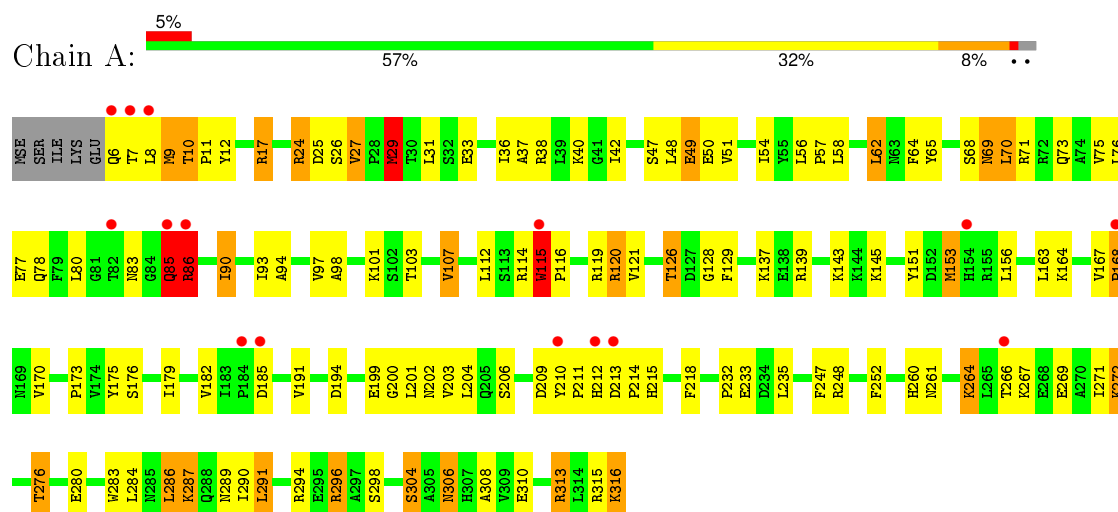 5%
Chain A:
57% 32% 8% • •
MSE SER ILE LYS GLU Q6 T7 L8 M9 T10 P11 Y12 R17 R24 D25 S26 V27 P28 M29 T30 L31 S32 E33 I36 A37 R38 L39 K40 G41 I42 S47 L48 E49 E50 V51 I54 Y55 L56 P57 L58 L62 N63 F64 Y65 S68 N69 L70 R71 R72 Q73 A74 V75 L76
E77 Q78 F79 L80 G81 T82 N83 G84 Q85 R86 I90 I93 A94 V97 A98 K101 S102 T103 V107 L112 S113 R114 W115 P116 R119 R120 V121 T126 D127 G128 F129 K137 E138 R139 K143 K144 K145 Y151 D152 M153 H154 R155 L156 L163 K164 V167 P168
N169 V170 P173 V174 Y175 S176 I179 V182 I183 P184 D185 V191 D194 E199 G200 L201 N202 V203 L204 Q205 S206 D209 Y210 P211 H212 D213 P214 H215 F218 P232 E233 D234 L235 F247 R248 F252 H260 N261 K264 L265 T266 K267 E268 E269 A270 I271 K272
T276 E280 W283 L284 N285 L286 K287 Q288 N289 I290 L291 R294 E295 R296 A297 S298 S304 A305 N306 H307 A308 V309 E310 R313 L314 R315 K316